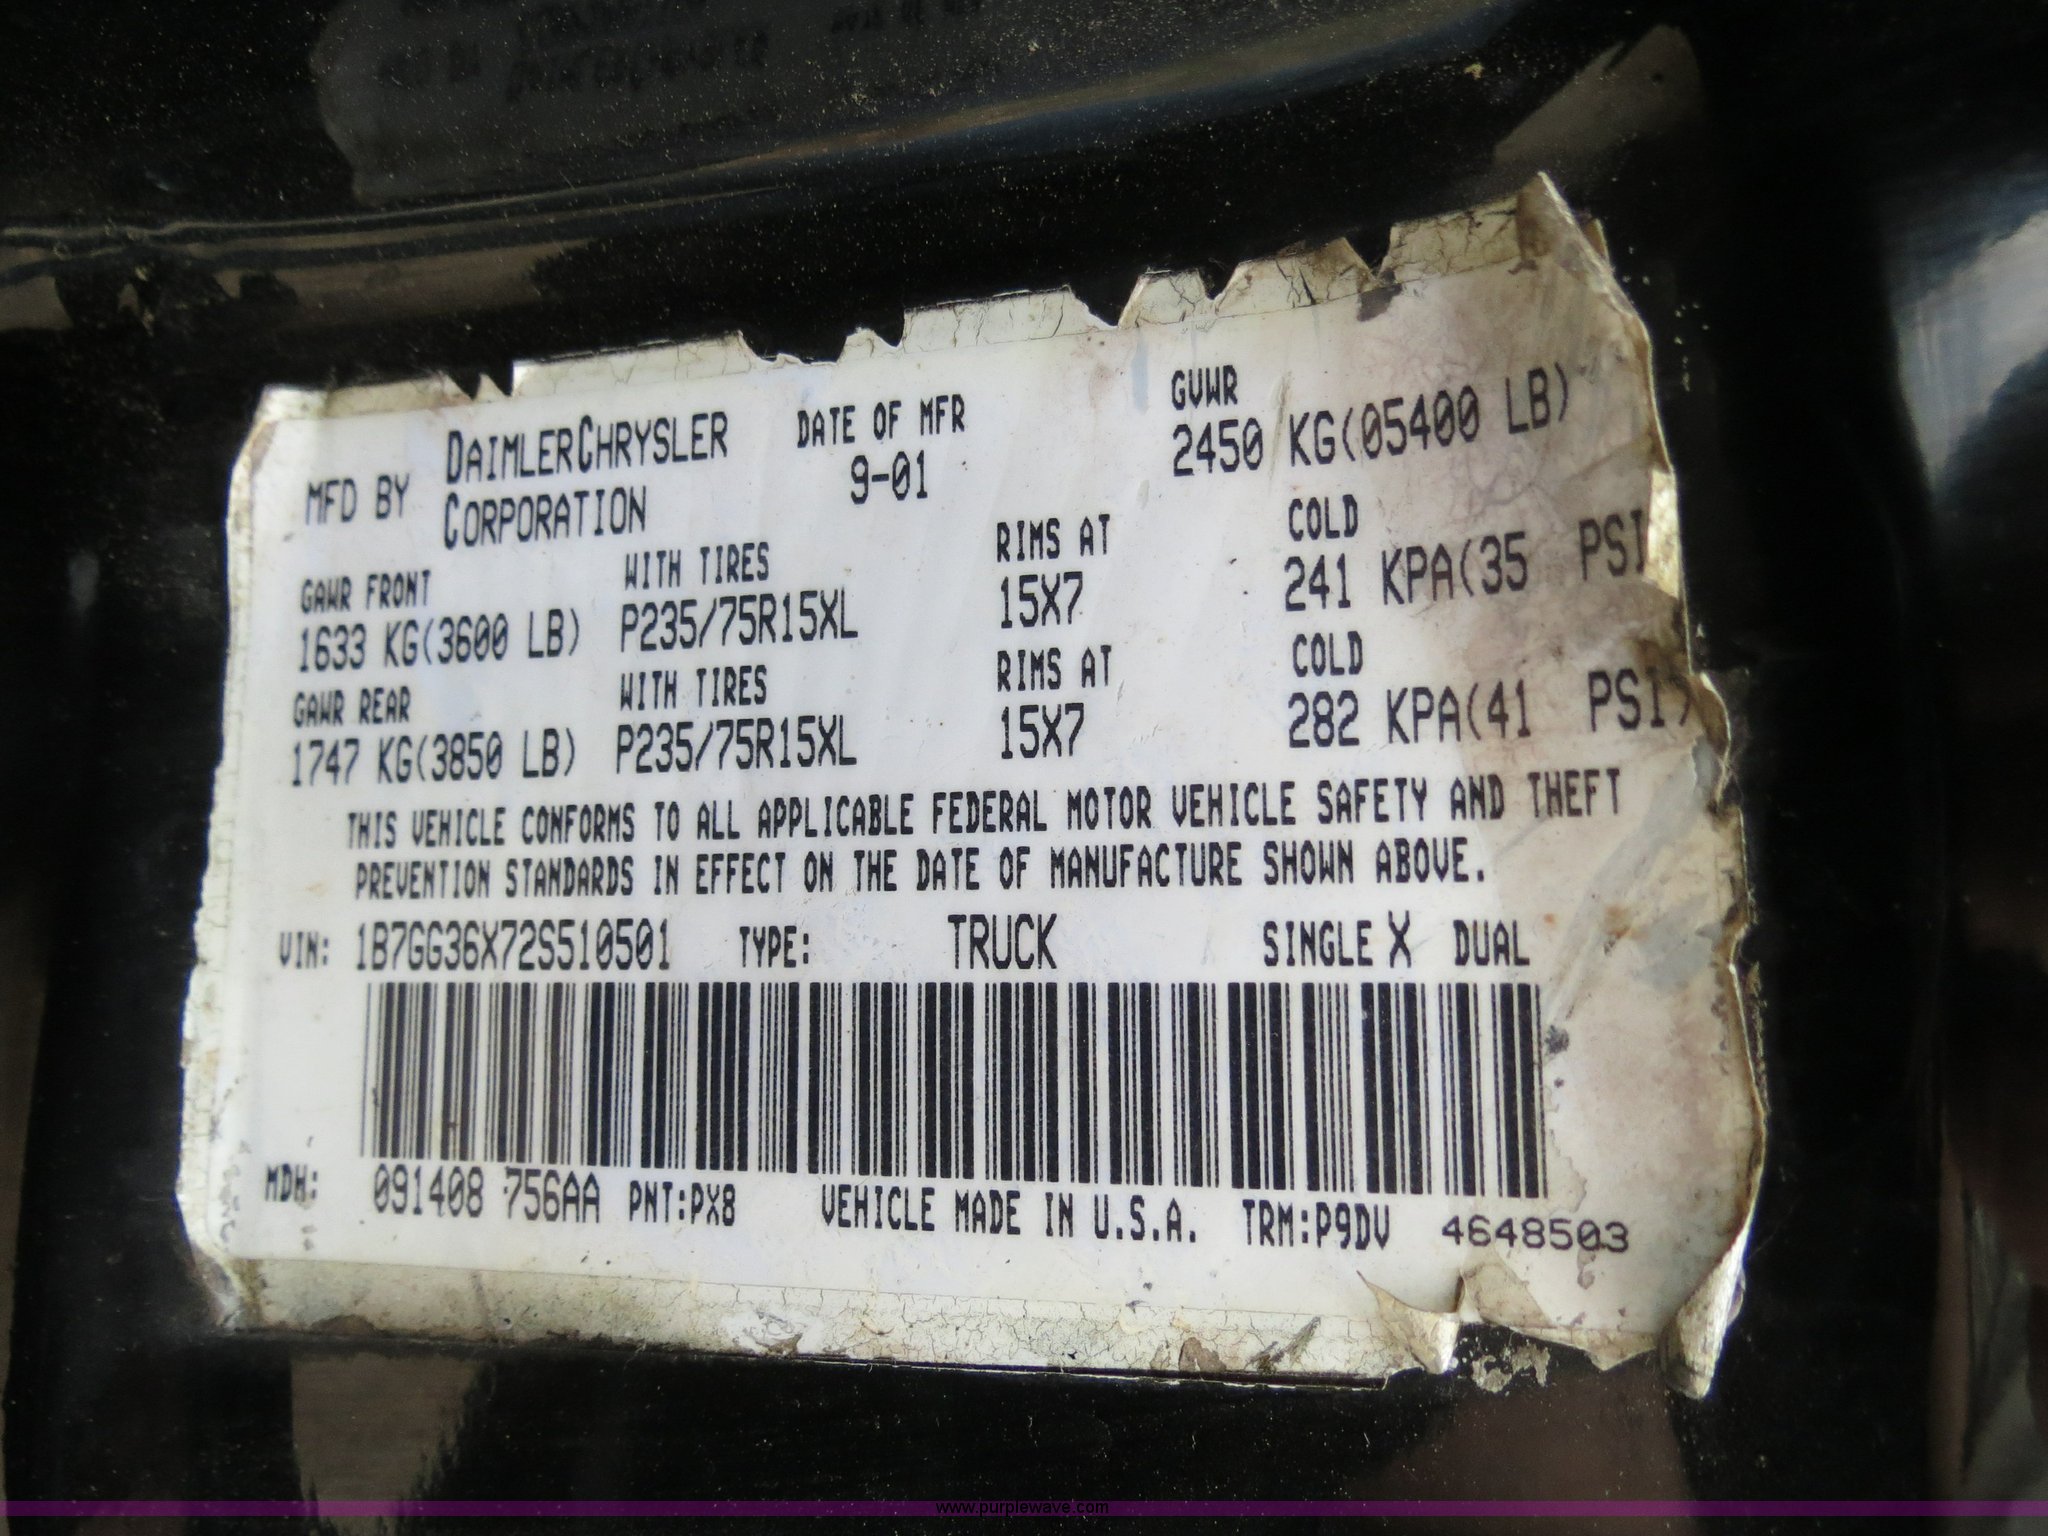 MFD BY DAIMLERCHRYSLER CORPORATION
DATE OF MFR
9-01
GVWR
2450 KG(05400 LB)
GAWR FRONT WITH TIRES RIMS AT COLD
1633 KG(3600 LB) P235/75R15XL 15X7 241 KPA(35 PSI
GAWR REAR WITH TIRES RIMS AT COLD
1747 KG(3850 LB) P235/75R15XL 15X7 282 KPA(41 PSI)
THIS VEHICLE CONFORMS TO ALL APPLICABLE FEDERAL MOTOR VEHICLE SAFETY AND THEFT
PREVENTION STANDARDS IN EFFECT ON THE DATE OF MANUFACTURE SHOWN ABOVE.
VIN: 1B7GG36X72S510501 TYPE: TRUCK SINGLE X DUAL
MDH: 091408 756AA PNT:PX8 VEHICLE MADE IN U.S.A. TRM:P9DV 4648503
www.purplewave.com